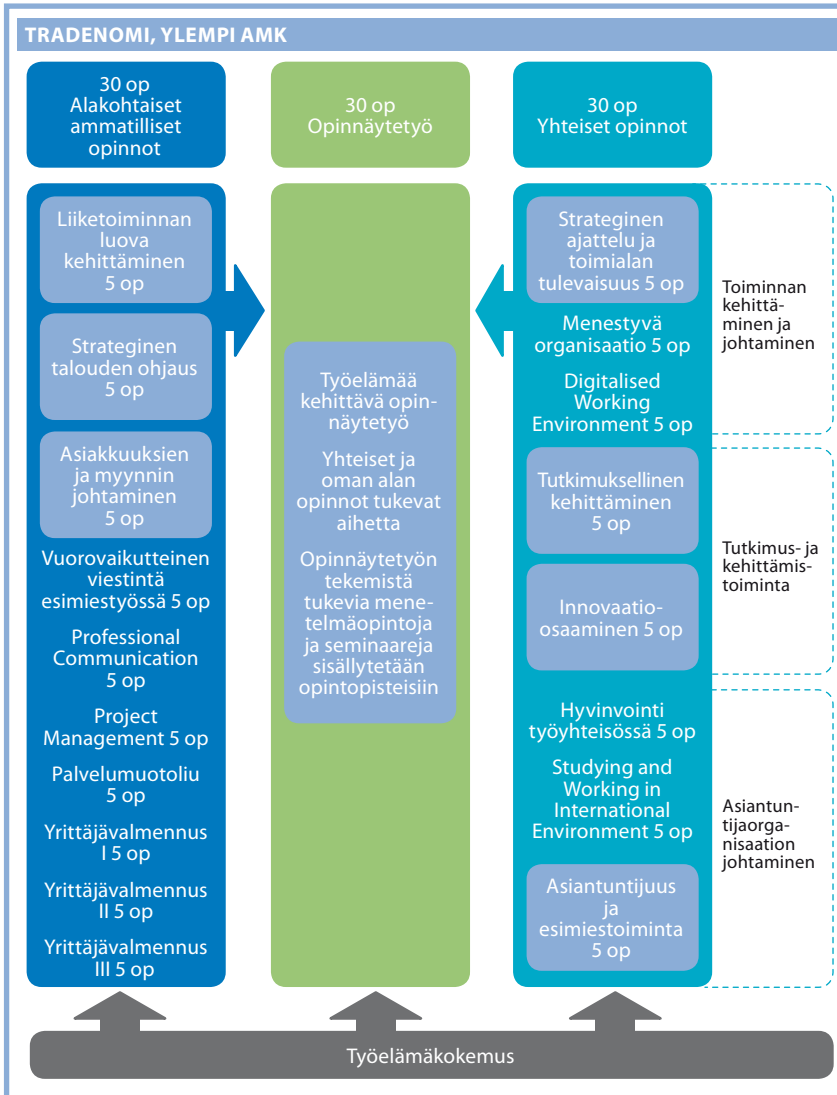 TRADENOMI, YLEMPI AMK
30 op
Alakohtaiset
ammatilliset
opinnot
30 op
Opinnäytetyö
30 op
Yhteiset opinnot
Liiketoiminnan
luova
kehittäminen
5 op
Strateginen
talouden ohjaus
5 op
Asiakkuuksien
ja myynnin
johtaminen
5 op
Vuorovaikutteinen
viestintä
esimiestyössä 5 op
Professional
Communication
5 op
Project
Management 5 op
Palvelumuotoliu
5 op
Yrittäjävalmennus
I 5 op
Yrittäjävalmennus
II 5 op
Yrittäjävalmennus
III 5 op
Työelämää
kehittävä opin-
näytetyö
Yhteiset ja
oman alan
opinnot tukevat
aihetta
Opinnäytetyön
tekemistä
tukevia mene-
telmäopintoja
ja seminaareja
sisällytetään
opintopisteisiin
Strateginen
ajattelu ja
toimialan
tulevaisuus 5 op
Menestyvä
organisaatio 5 op
Digitalised
Working
Environment 5 op
Tutkimuksellinen
kehittäminen
5 op
Innovaatio-
osaaminen 5 op
Hyvinvointi
työyhteisössä 5 op
Studying and
Working in
International
Environment 5 op
Asiantuntijuus
ja
esimiestoiminta
5 op
Toiminnan
kehittä-
minen ja
johtaminen
Tutkimus- ja
kehittämis-
toiminta
Asiantun-
tijaorga-
nisaation
johtaminen
Työelämäkokemus